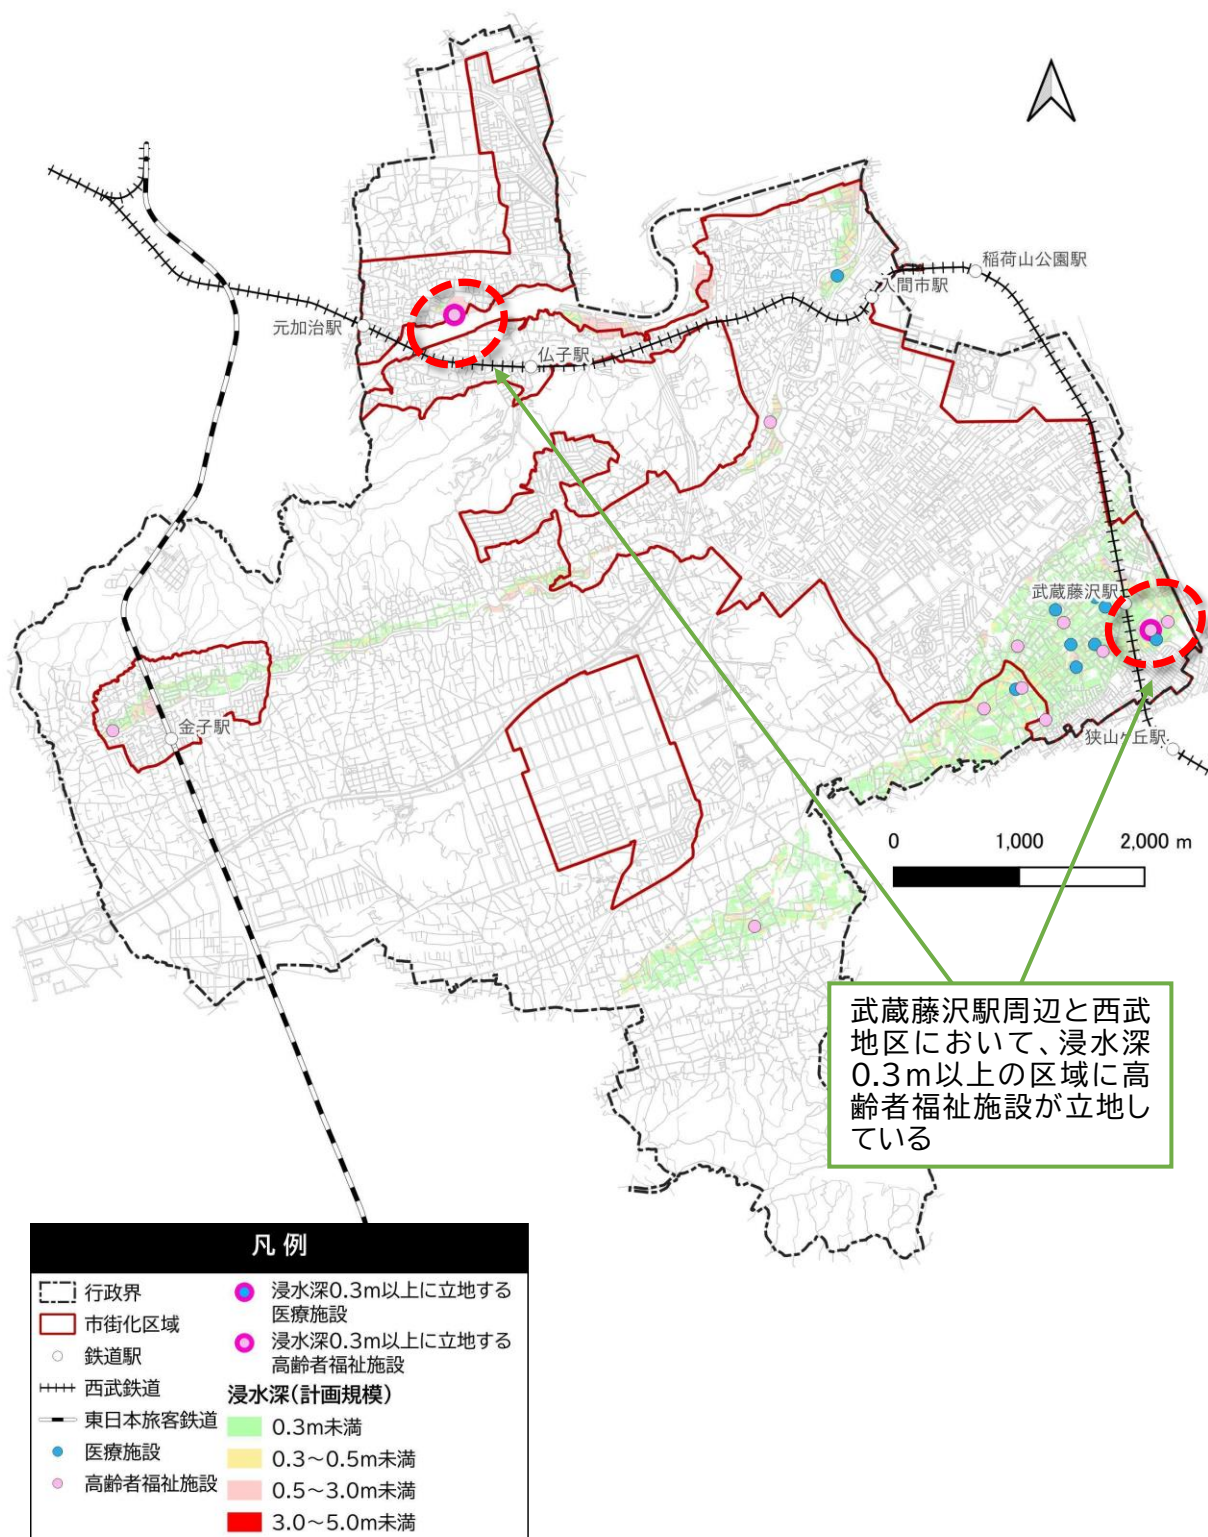 稲荷山公園駅
入間市駅
元加治駅
仏子駅
武蔵藤沢駅
金子駅
狭山ヶ丘駅
0 1,000 2,000 m
武蔵藤沢駅周辺と西武
地区において、浸水深
0.3m以上の区域に高
齢者福祉施設が立地し
ている
凡例
行政界
市街化区域
鉄道駅
西武鉄道
東日本旅客鉄道
医療施設
高齢者福祉施設
浸水深0.3m以上に立地する
医療施設
浸水深0.3m以上に立地する
高齢者福祉施設
浸水深(計画規模)
0.3m未満
0.3～0.5m未満
0.5～3.0m未満
3.0～5.0m未満